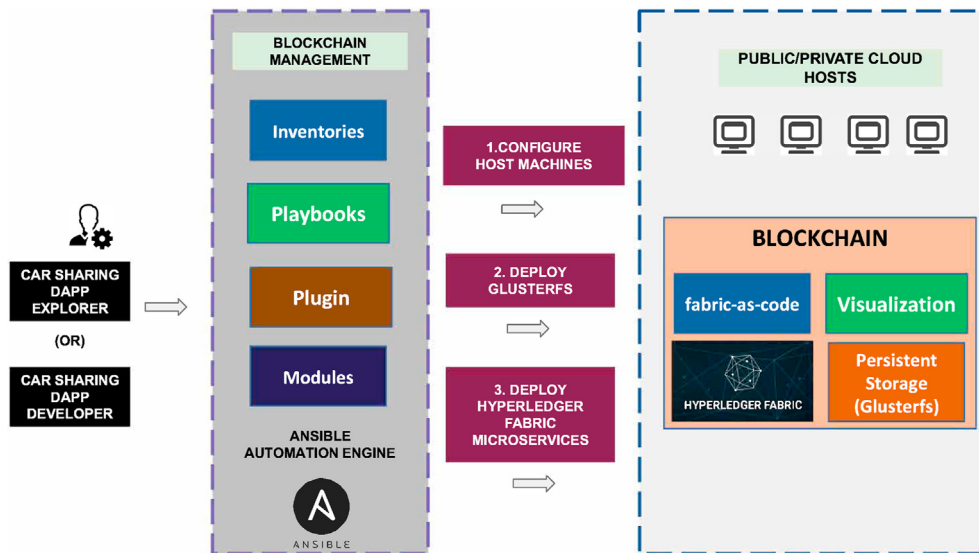 CAR SHARING
DAPP
EXPLORER
(OR)
CAR SHARING
DAPP
DEVELOPER
BLOCKCHAIN
MANAGEMENT
Inventories
Playbooks
Plugin
Modules
ANSIBLE
AUTOMATION ENGINE
ANSIBLE
1.CONFIGURE
HOST MACHINES
2. DEPLOY
GLUSTERFS
3. DEPLOY
HYPERLEDGER
FABRIC
MICROSERVICES
PUBLIC/PRIVATE CLOUD
HOSTS
BLOCKCHAIN
fabric-as-code
Visualization
HYPERLEDGER FABRIC
Persistent
Storage
(Glusterfs)